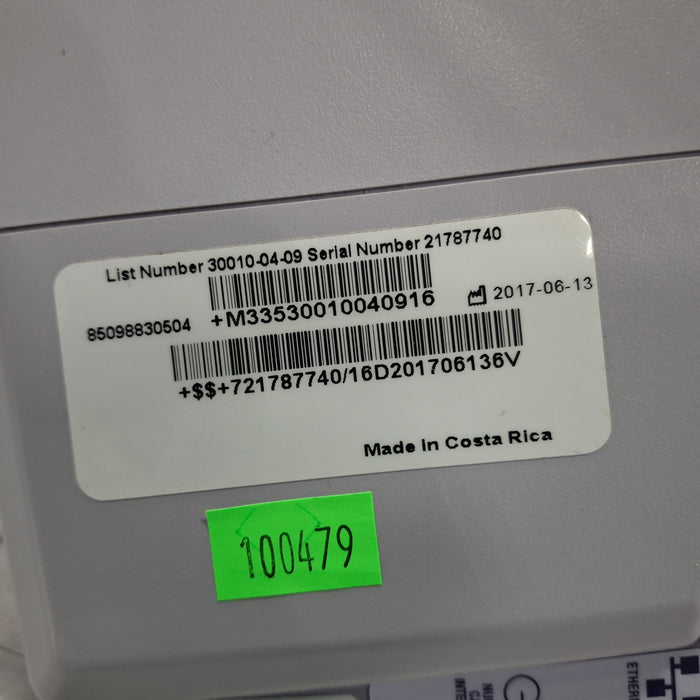 List Number 30010-04-09 Serial Number 21787740
+M33530010040916
2017-06-13
85098830504
+$$+721787740/16D201706136V
Made in Costa Rica
100479